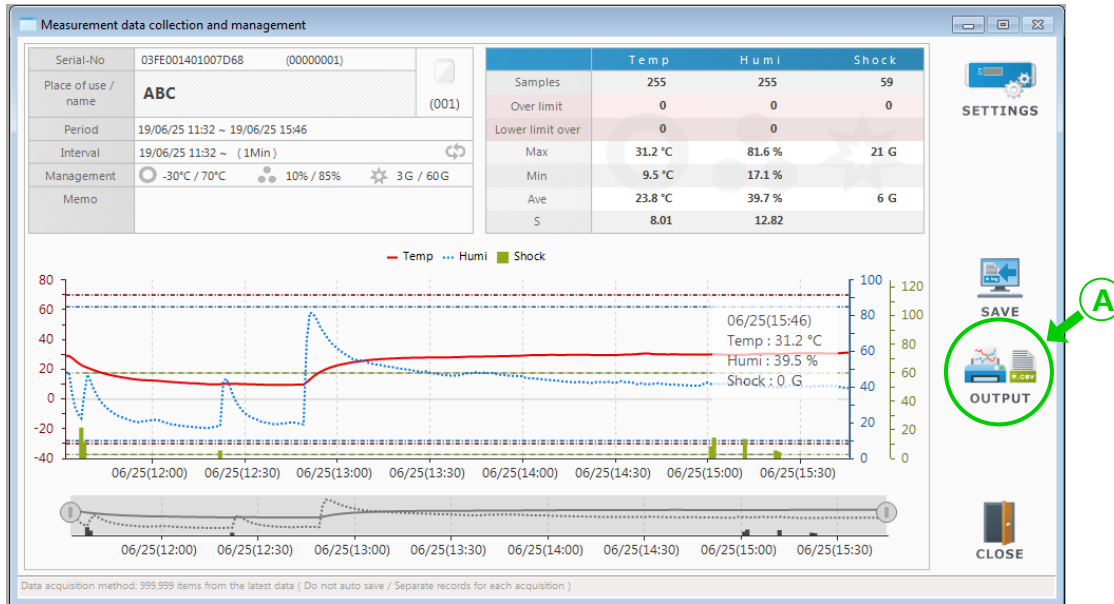 Measurement data collection and management
Serial-No 03FE001401007D68 (00000001)
Place of use / name ABC (001)
Period 19/06/25 11:32 ~ 19/06/25 15:46
Interval 19/06/25 11:32 ~ (1Min)
Management -30°C / 70°C 10% / 85% 3G / 60G
Memo
Temp Humi Shock
Samples 255 255 59
Over limit 0 0 0
Lower limit over 0 0
Max 31.2 °C 81.6 % 21 G
Min 9.5 °C 17.1 %
Ave 23.8 °C 39.7 % 6 G
S 8.01 12.82
SETTINGS
SAVE
*.csv
OUTPUT
CLOSE
A
Temp Humi Shock
80 60 40 20 0 -20 -40
100 80 60 40 20 0
120 100 80 60 40 20 0
06/25(15:46)
Temp : 31.2 °C
Humi : 39.5 %
Shock : 0 G
06/25(12:00) 06/25(12:30) 06/25(13:00) 06/25(13:30) 06/25(14:00) 06/25(14:30) 06/25(15:00) 06/25(15:30)
06/25(12:00) 06/25(12:30) 06/25(13:00) 06/25(13:30) 06/25(14:00) 06/25(14:30) 06/25(15:00) 06/25(15:30)
Data acquisition method: 999,999 items from the latest data ( Do not auto save / Separate records for each acquisition )